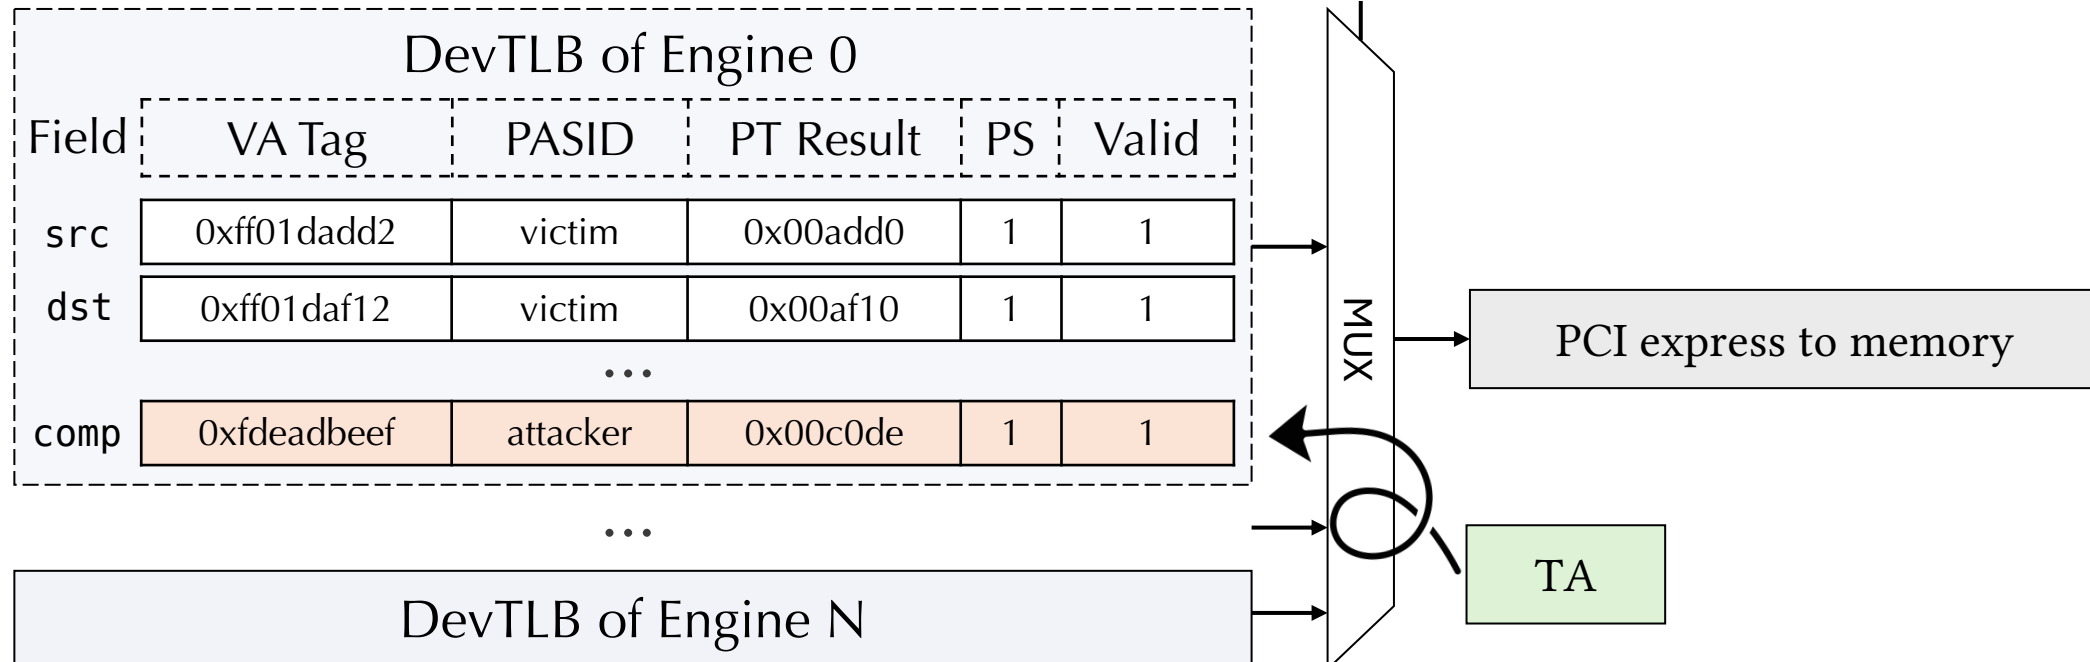 DevTLB of Engine 0
Field VA Tag PASID PT Result PS Valid
src 0xff01dadd2 victim 0x00add0 1 1
dst 0xff01daf12 victim 0x00af10 1 1
...
comp 0xfdeadbeef attacker 0x00c0de 1 1
...
DevTLB of Engine N
MUX
PCI express to memory
TA